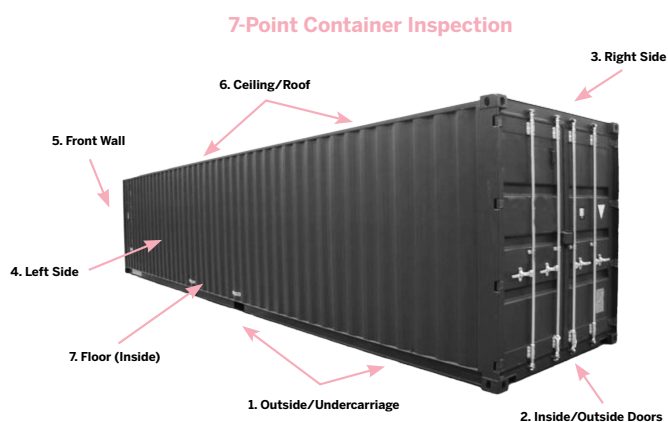 7-Point Container Inspection
3. Right Side
6. Ceiling/Roof
5. Front Wall
4. Left Side
7. Floor (Inside)
1. Outside/Undercarriage
2. Inside/Outside Doors